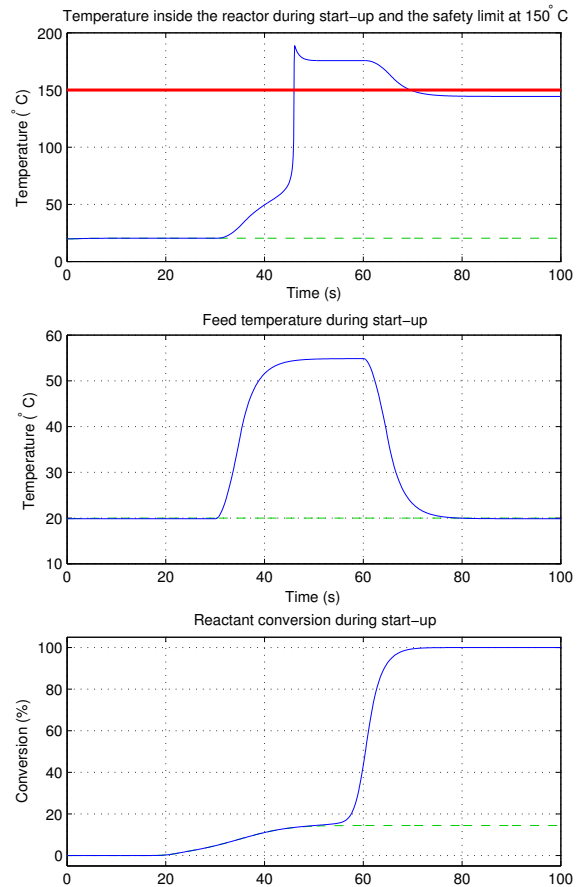 Temperature inside the reactor during start−up and the safety limit at 150° C
200
150
100
50
0
Temperature (° C)
0 20 40 60 80 100
Time (s)
Feed temperature during start−up
60
50
40
30
20
10
Temperature (° C)
0 20 40 60 80 100
Time (s)
Reactant conversion during start−up
100
80
60
40
20
0
Conversion (%)
0 20 40 60 80 100